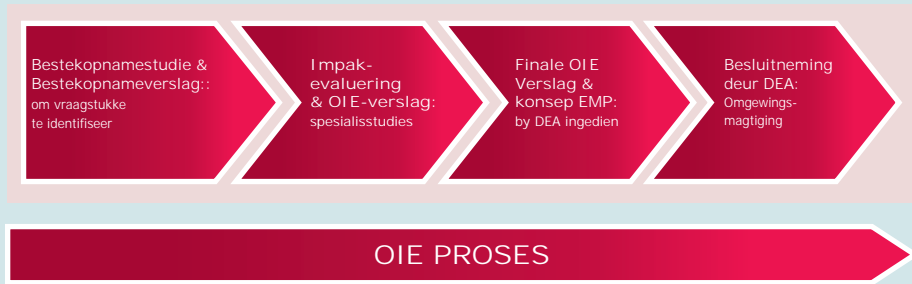 Bestekopnamestudie &
Bestekopnameverslag::
om vraagstukke
te identifiseer
Impak-
evaluering
& OIE-verslag:
spesialisstudies
Finale OIE
Verslag &
konsep EMP:
by DEA ingedien
Besluitneming
deur DEA:
Omgewings-
magtiging
OIE PROSES